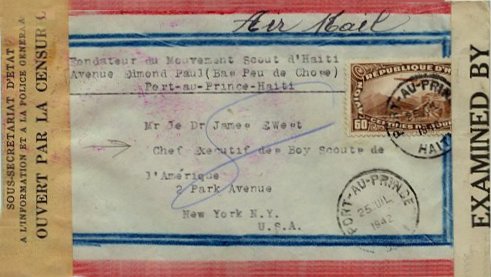 SOUS-SECRETARIAT D'ETAT
A L'INFORMATION ET A LA POLICE GENERALE
OUVERT PAR LA CENSURE
Air Mail
Fondateur du Mouvement Scout d'Haiti
Avenue Edmond Paul(Bas Peu de Chose)
Port-au-Prince-Haiti
REPUBLIQUE D'H
60
PORT-AU-PRINCE
HAITI
Mr le Dr James E West
Chef Executif des Boy Scouts de
l'Amérique
2 Park Avenue
New York N.Y.
U.S.A.
PORT-AU-PRINCE
25 JUL
1942
EXAMINED BY